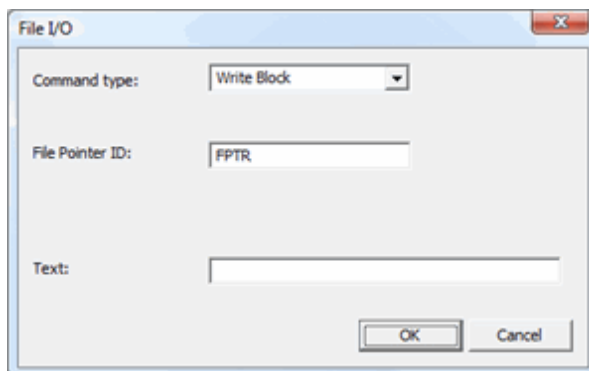 File I/O
Command type: Write Block
File Pointer ID: FPTR
Text:
OK Cancel